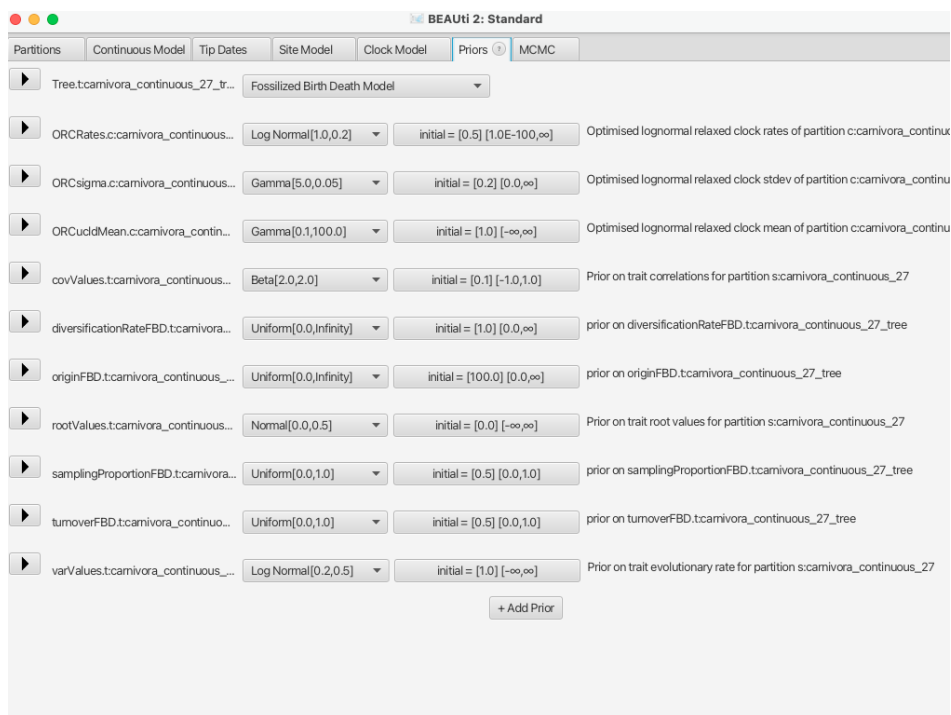 BEAUti 2: Standard
Partitions Continuous Model Tip Dates Site Model Clock Model Priors ? MCMC
Tree.t:carnivora_continuous_27_tr... Fossilized Birth Death Model
ORCRates.c:carnivora_continuous... Log Normal[1.0,0.2] initial = [0.5] [1.0E-100,∞] Optimised lognormal relaxed clock rates of partition c:carnivora_continuo
ORCsigma.c:carnivora_continuous... Gamma[5.0,0.05] initial = [0.2] [0.0,∞] Optimised lognormal relaxed clock stdev of partition c:carnivora_continu
ORCucldMean.c:carnivora_contin... Gamma[0.1,100.0] initial = [1.0] [-∞,∞] Optimised lognormal relaxed clock mean of partition c:carnivora_continu
covValues.t:carnivora_continuous... Beta[2.0,2.0] initial = [0.1] [-1.0,1.0] Prior on trait correlations for partition s:carnivora_continuous_27
diversificationRateFBD.t:carnivora... Uniform[0.0,Infinity] initial = [1.0] [0.0,∞] prior on diversificationRateFBD.t:carnivora_continuous_27_tree
originFBD.t:carnivora_continuous_... Uniform[0.0,Infinity] initial = [100.0] [0.0,∞] prior on originFBD.t:carnivora_continuous_27_tree
rootValues.t:carnivora_continuous... Normal[0.0,0.5] initial = [0.0] [-∞,∞] Prior on trait root values for partition s:carnivora_continuous_27
samplingProportionFBD.t:carnivora... Uniform[0.0,1.0] initial = [0.5] [0.0,1.0] prior on samplingProportionFBD.t:carnivora_continuous_27_tree
turnoverFBD.t:carnivora_continuo... Uniform[0.0,1.0] initial = [0.5] [0.0,1.0] prior on turnoverFBD.t:carnivora_continuous_27_tree
varValues.t:carnivora_continuous_... Log Normal[0.2,0.5] initial = [1.0] [-∞,∞] Prior on trait evolutionary rate for partition s:carnivora_continuous_27
+ Add Prior